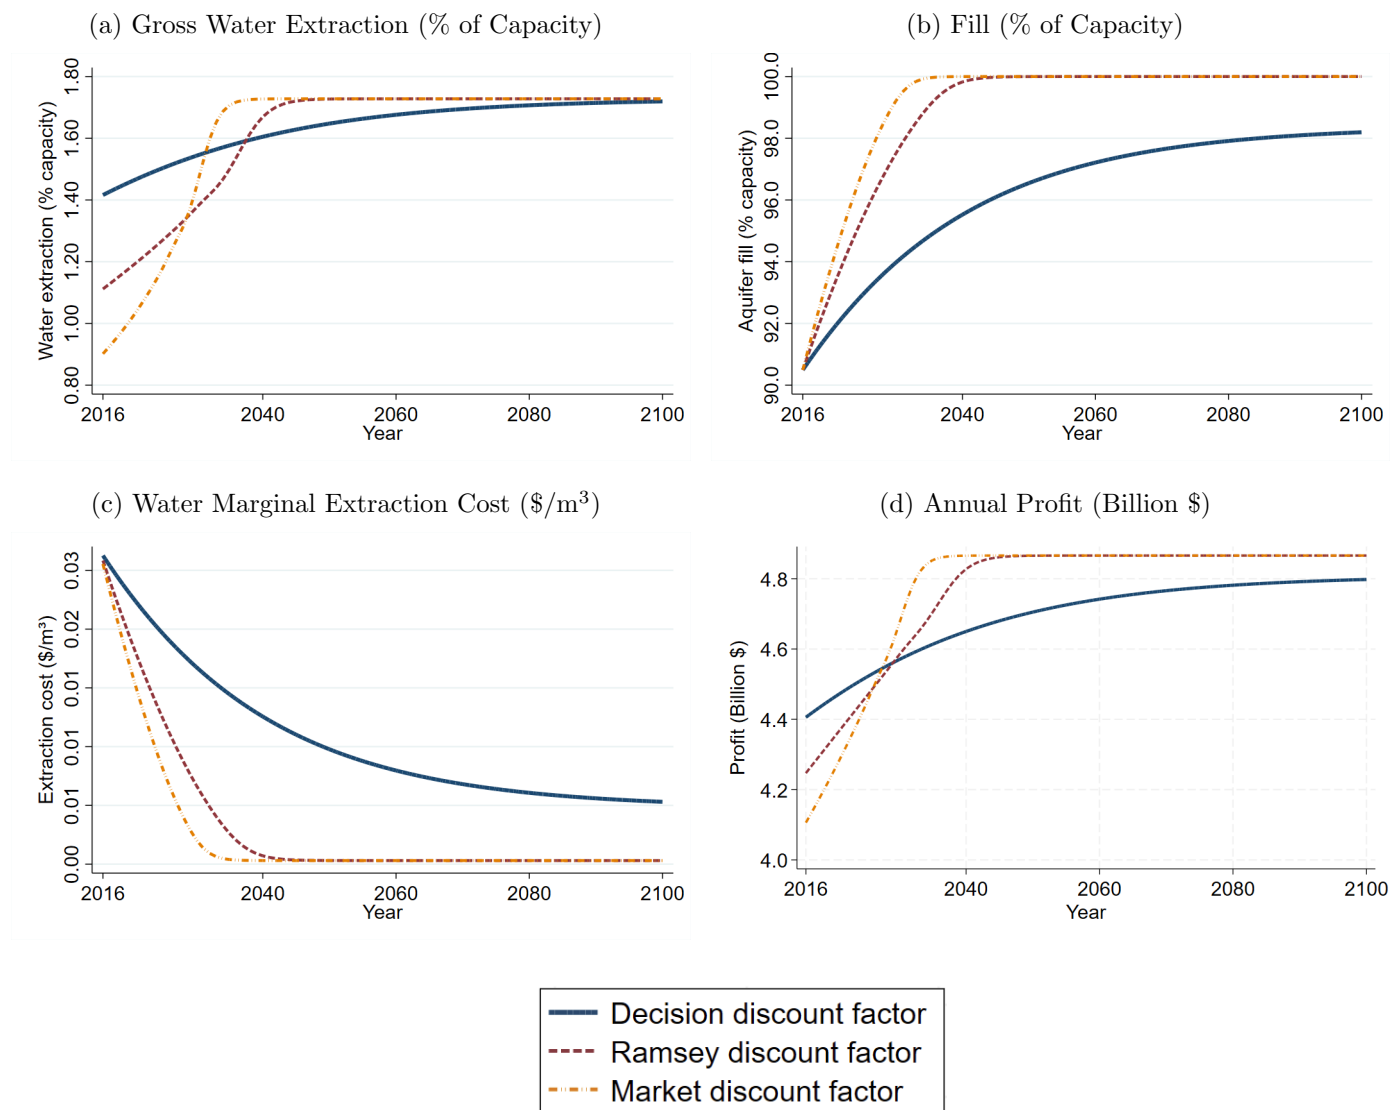 (a) Gross Water Extraction (% of Capacity)
Water extraction (% capacity)
1.80
1.60
1.40
1.20
1.00
0.80
2016 2040 2060 2080 2100
Year
(b) Fill (% of Capacity)
Aquifer fill (% capacity)
100.0
98.0
96.0
94.0
92.0
90.0
2016 2040 2060 2080 2100
Year
(c) Water Marginal Extraction Cost ($/m³)
Extraction cost ($/m³)
0.03
0.02
0.01
0.01
0.01
0.00
2016 2040 2060 2080 2100
Year
(d) Annual Profit (Billion $)
Profit (Billion $)
4.8
4.6
4.4
4.2
4.0
2016 2040 2060 2080 2100
Year
Decision discount factor
Ramsey discount factor
Market discount factor